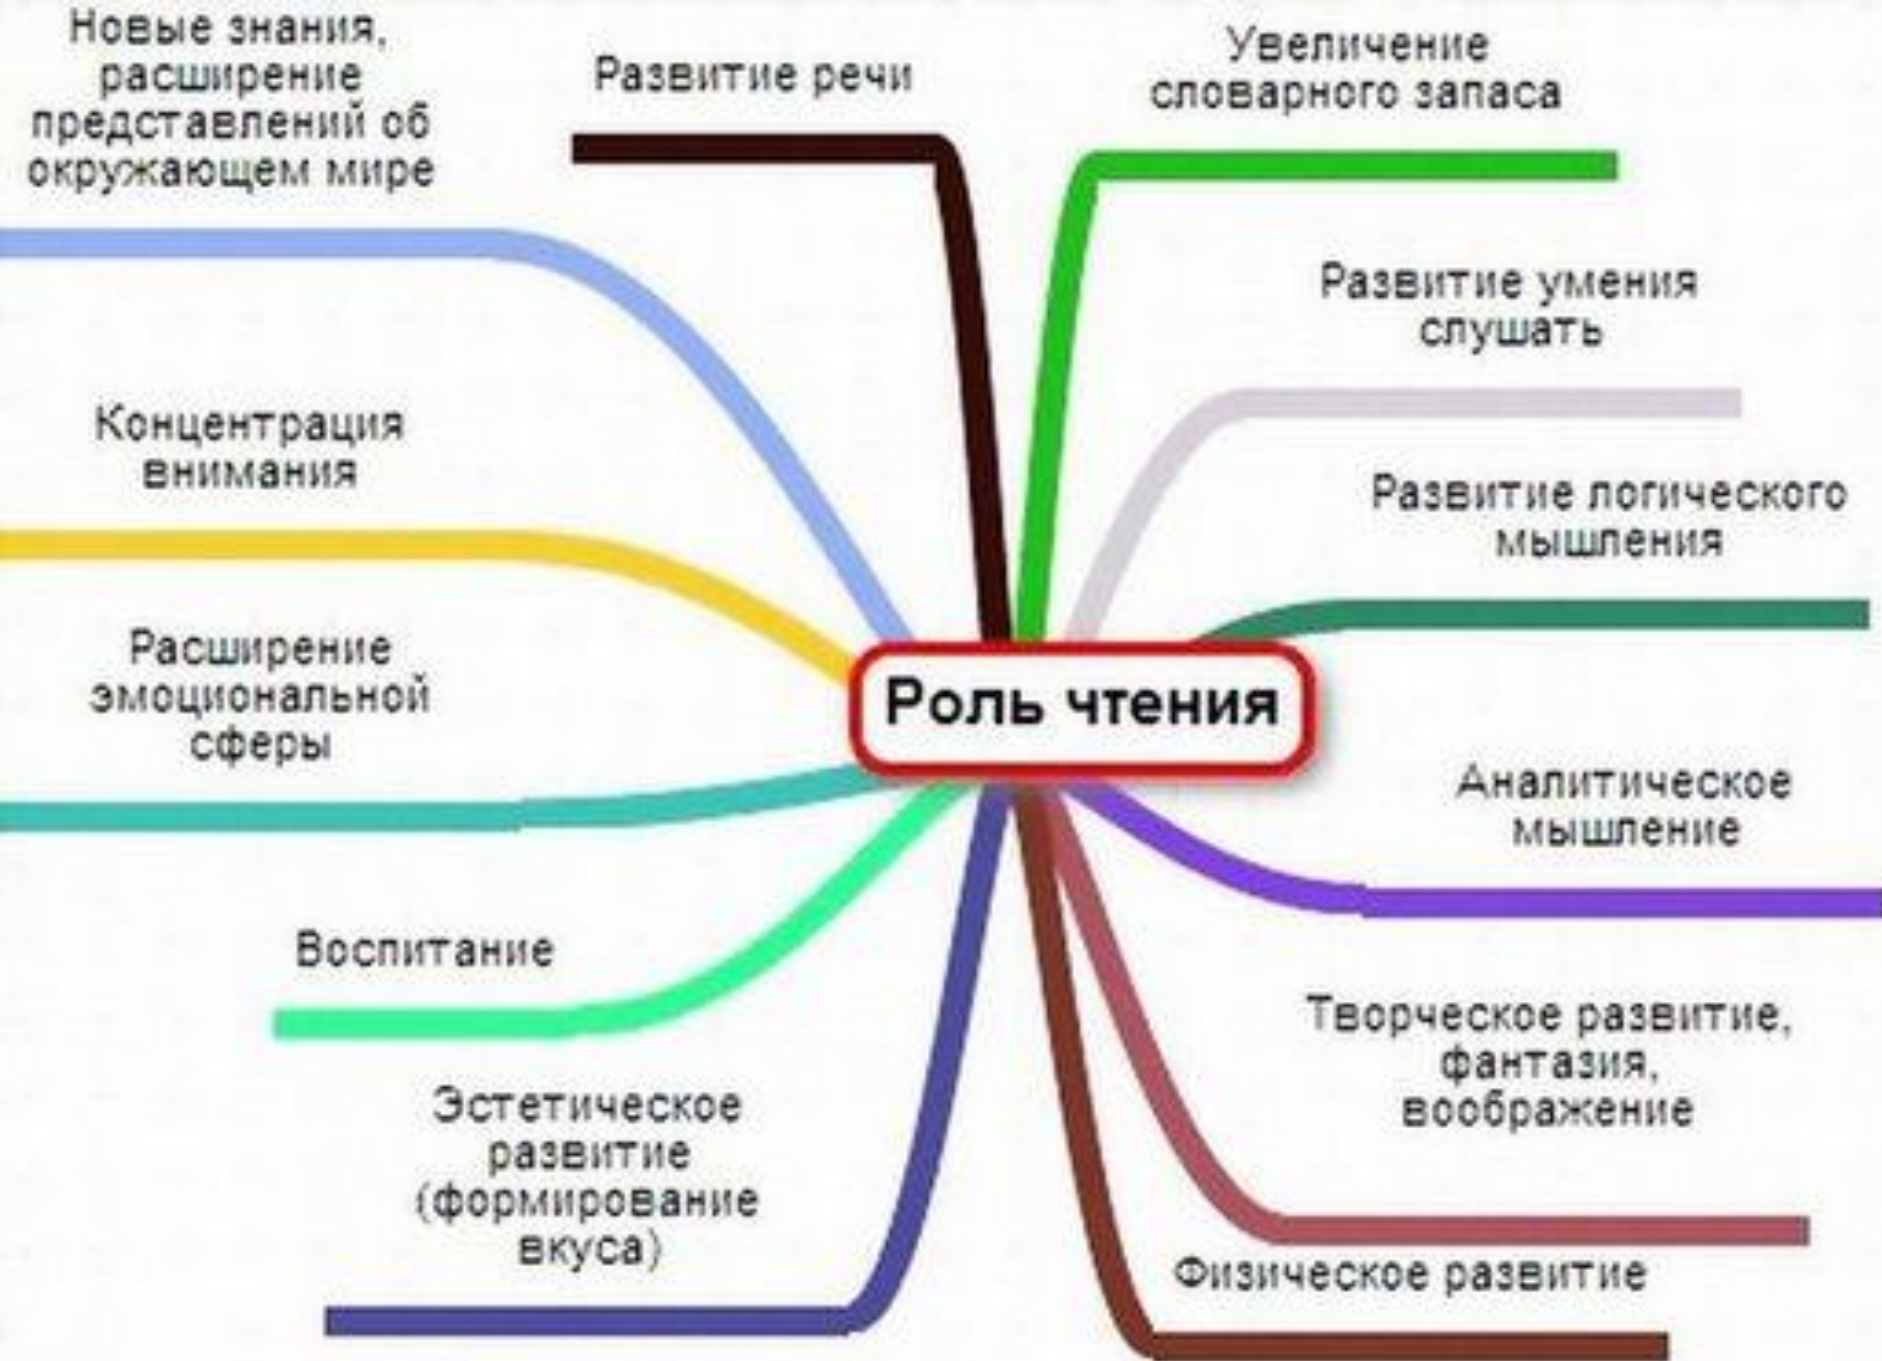 Новые знания,
расширение
представлений об
окружающем мире
Развитие речи
Увеличение
словарного запаса
Развитие умения
слушать
Концентрация
внимания
Развитие логического
мышления
Расширение
эмоциональной
сферы
Роль чтения
Аналитическое
мышление
Воспитание
Творческое развитие,
фантазия,
воображение
Эстетическое
развитие
(формирование
вкуса)
Физическое развитие